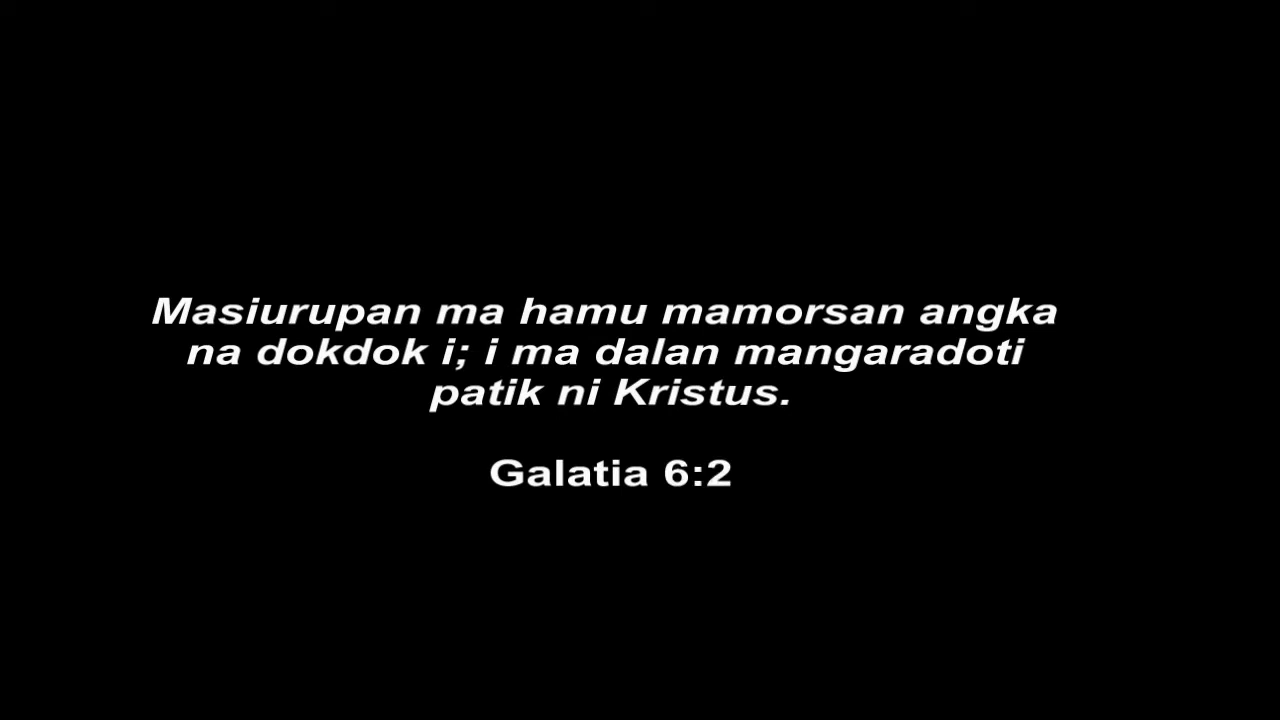 Masiurupan ma hamu mamorsan angka
na dokdok i; i ma dalan mangaradoti
patik ni Kristus.
Galatia 6:2